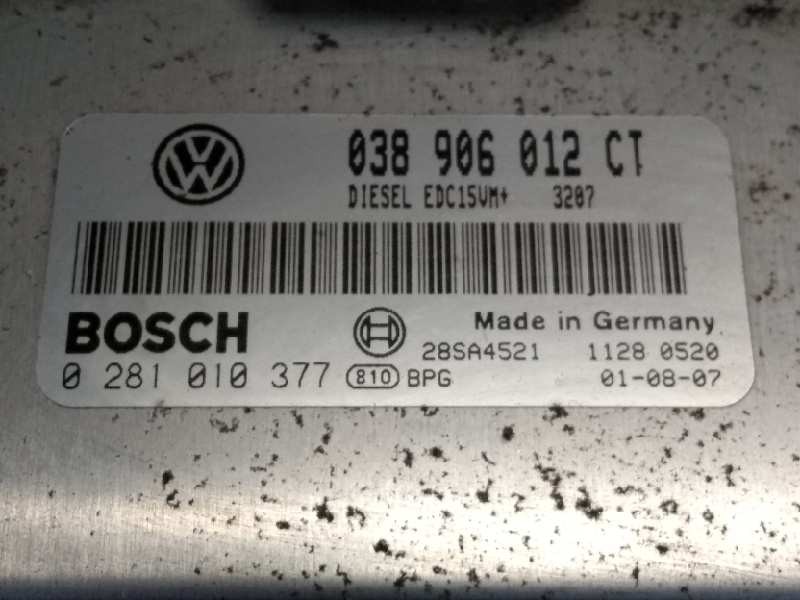 VW 038 906 012 CT
DIESEL EDC15VM+ 3207
BOSCH Made in Germany
28SA4521 1128 0520
0 281 010 377 810 BPG 01-08-07